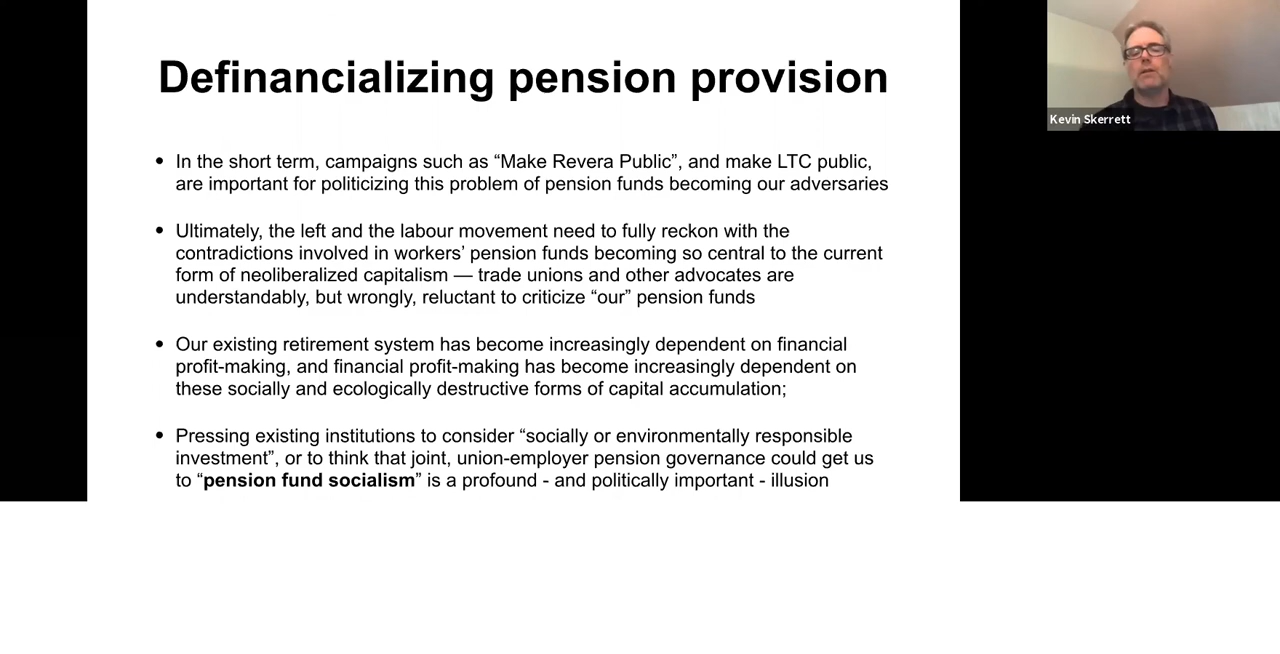 Definancializing pension provision
Kevin Skerrett
• In the short term, campaigns such as “Make Revera Public”, and make LTC public,
are important for politicizing this problem of pension funds becoming our adversaries
• Ultimately, the left and the labour movement need to fully reckon with the
contradictions involved in workers’ pension funds becoming so central to the current
form of neoliberalized capitalism — trade unions and other advocates are
understandably, but wrongly, reluctant to criticize “our” pension funds
• Our existing retirement system has become increasingly dependent on financial
profit-making, and financial profit-making has become increasingly dependent on
these socially and ecologically destructive forms of capital accumulation;
• Pressing existing institutions to consider “socially or environmentally responsible
investment”, or to think that joint, union-employer pension governance could get us
to “pension fund socialism” is a profound - and politically important - illusion